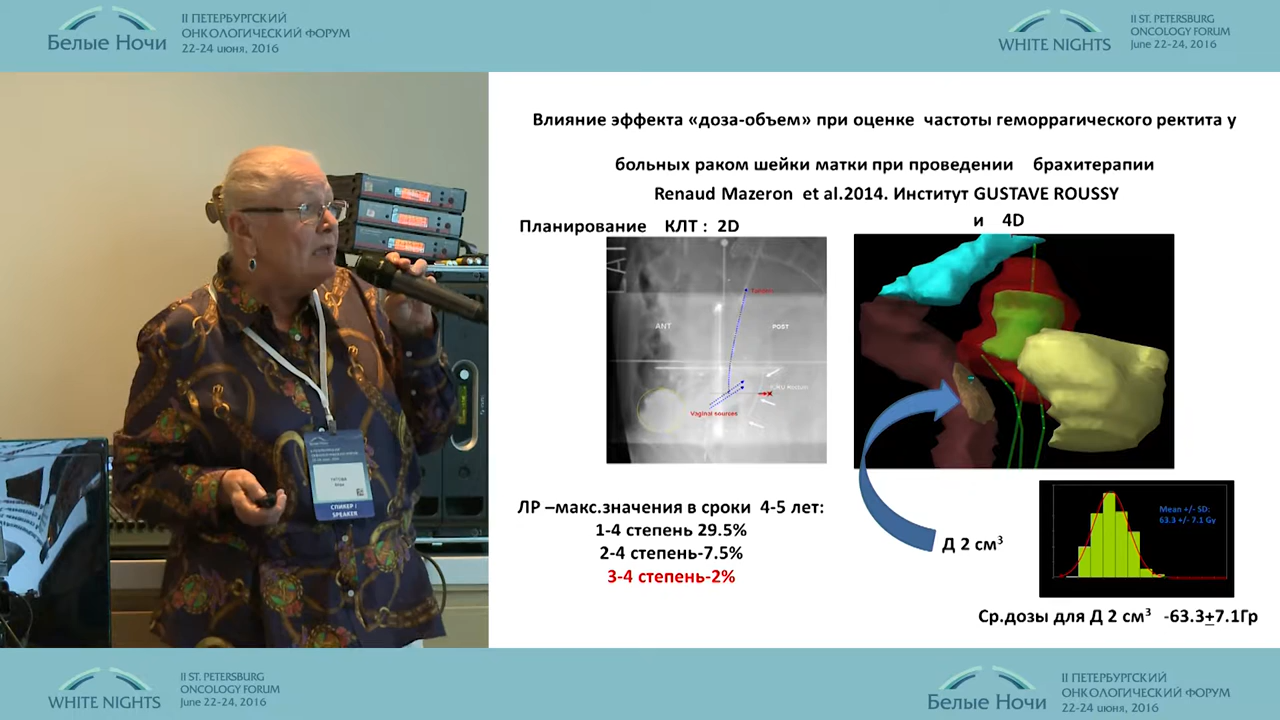 II ПЕТЕРБУРГСКИЙ
ОНКОЛОГИЧЕСКИЙ ФОРУМ
Белые Ночи
22-24 июня, 2016
II ST. PETERSBURG
ONCOLOGY FORUM
WHITE NIGHTS
June 22-24, 2016
Влияние эффекта «доза-объем» при оценке частоты геморрагического ректита у
больных раком шейки матки при проведении брахитерапии
Renaud Mazeron et al.2014. Институт GUSTAVE ROUSSY
Планирование КЛТ : 2D
и 4D
ANT
POST
Vaginal sources
ЛР –макс.значения в сроки 4-5 лет:
1-4 степень 29.5%
2-4 степень-7.5%
3-4 степень-2%
Д 2 см³
Mean +/- SD:
63.3 +/- 7.1 Gy
Ср.дозы для Д 2 см³ -63.3+7.1Гр
СПИКЕР /
SPEAKER
II ST. PETERSBURG
ONCOLOGY FORUM
WHITE NIGHTS
June 22-24, 2016
II ПЕТЕРБУРГСКИЙ
ОНКОЛОГИЧЕСКИЙ ФОРУМ
Белые Ночи
22-24 июня, 2016